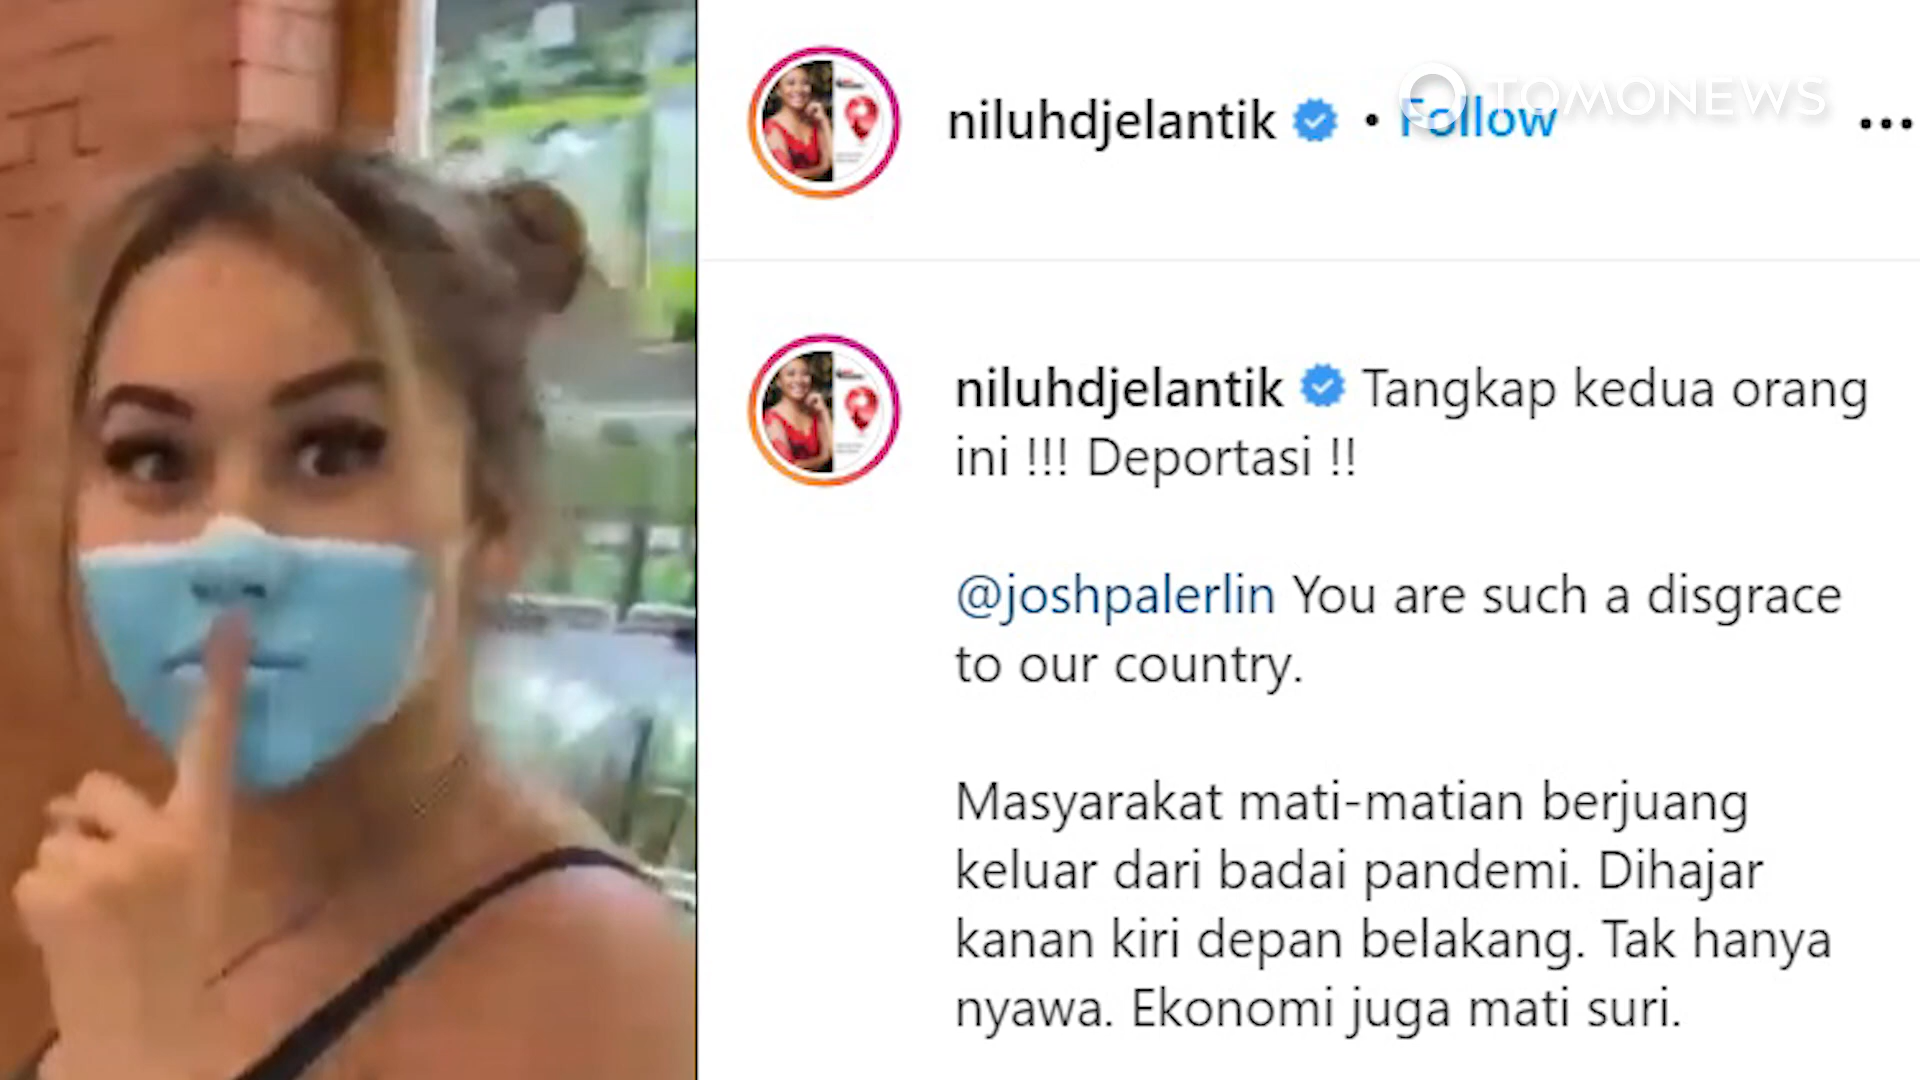 TOMONEWS
niluhdjelantik • Follow
niluhdjelantik Tangkap kedua orang
ini !!! Deportasi !!
@joshpalerlin You are such a disgrace
to our country.
Masyarakat mati-matian berjuang
keluar dari badai pandemi. Dihajar
kanan kiri depan belakang. Tak hanya
nyawa. Ekonomi juga mati suri.